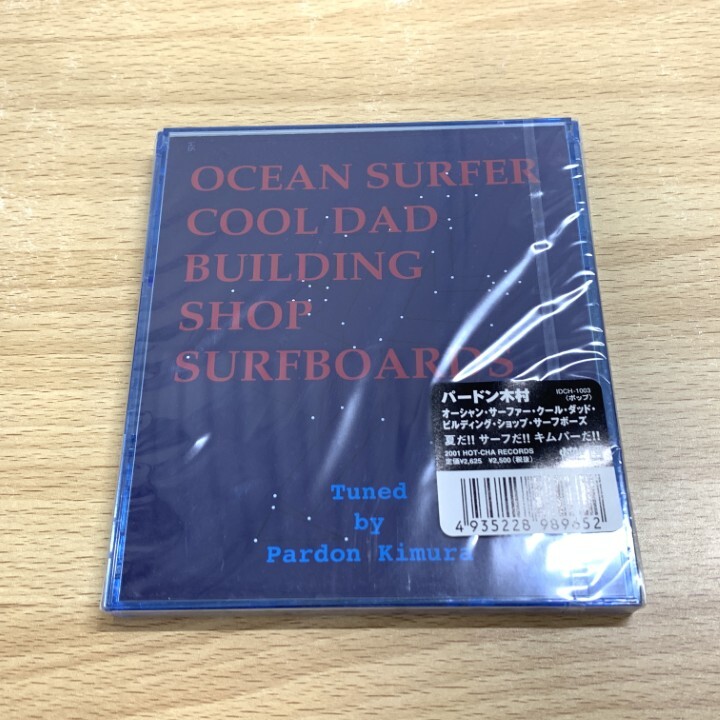 OCEAN SURFER
COOL DAD
BUILDING
SHOP
SURFBOARDS
パードン木村
IDCH-1003
(ポップ)
オーシャン・サーファー・クール・ダッド・
ビルディング・ショップ・サーフボーズ
夏だ!! サーフだ!! キムパーだ!!
2001 HOT-CHA RECORDS
定価¥2,625 ¥2,500(税抜)
4 935228 989652
Tuned
by
Pardon Kimura